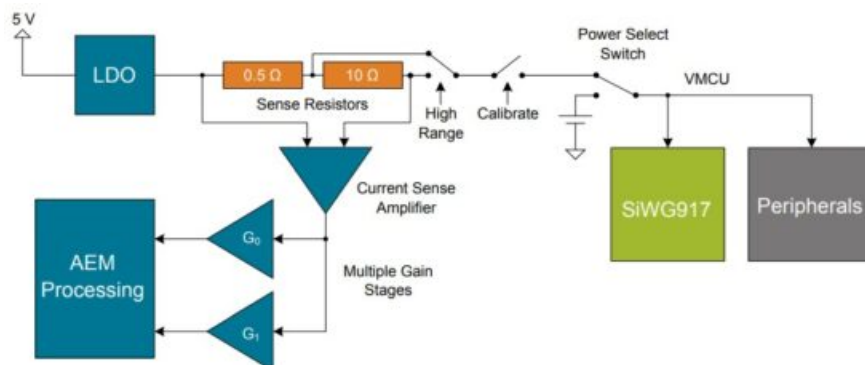 5 V
LDO
0.5 Ω
10 Ω
Sense Resistors
High
Range
Calibrate
Power Select
Switch
VMCU
SiWG917
Peripherals
Current Sense
Amplifier
G₀
Multiple Gain
Stages
G₁
AEM
Processing